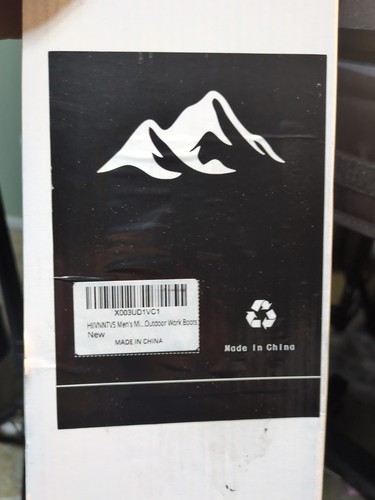 X003UD1VC1
HIIVNNTVS Men's Mi...Outdoor Work Boots
New
MADE IN CHINA
Made in China